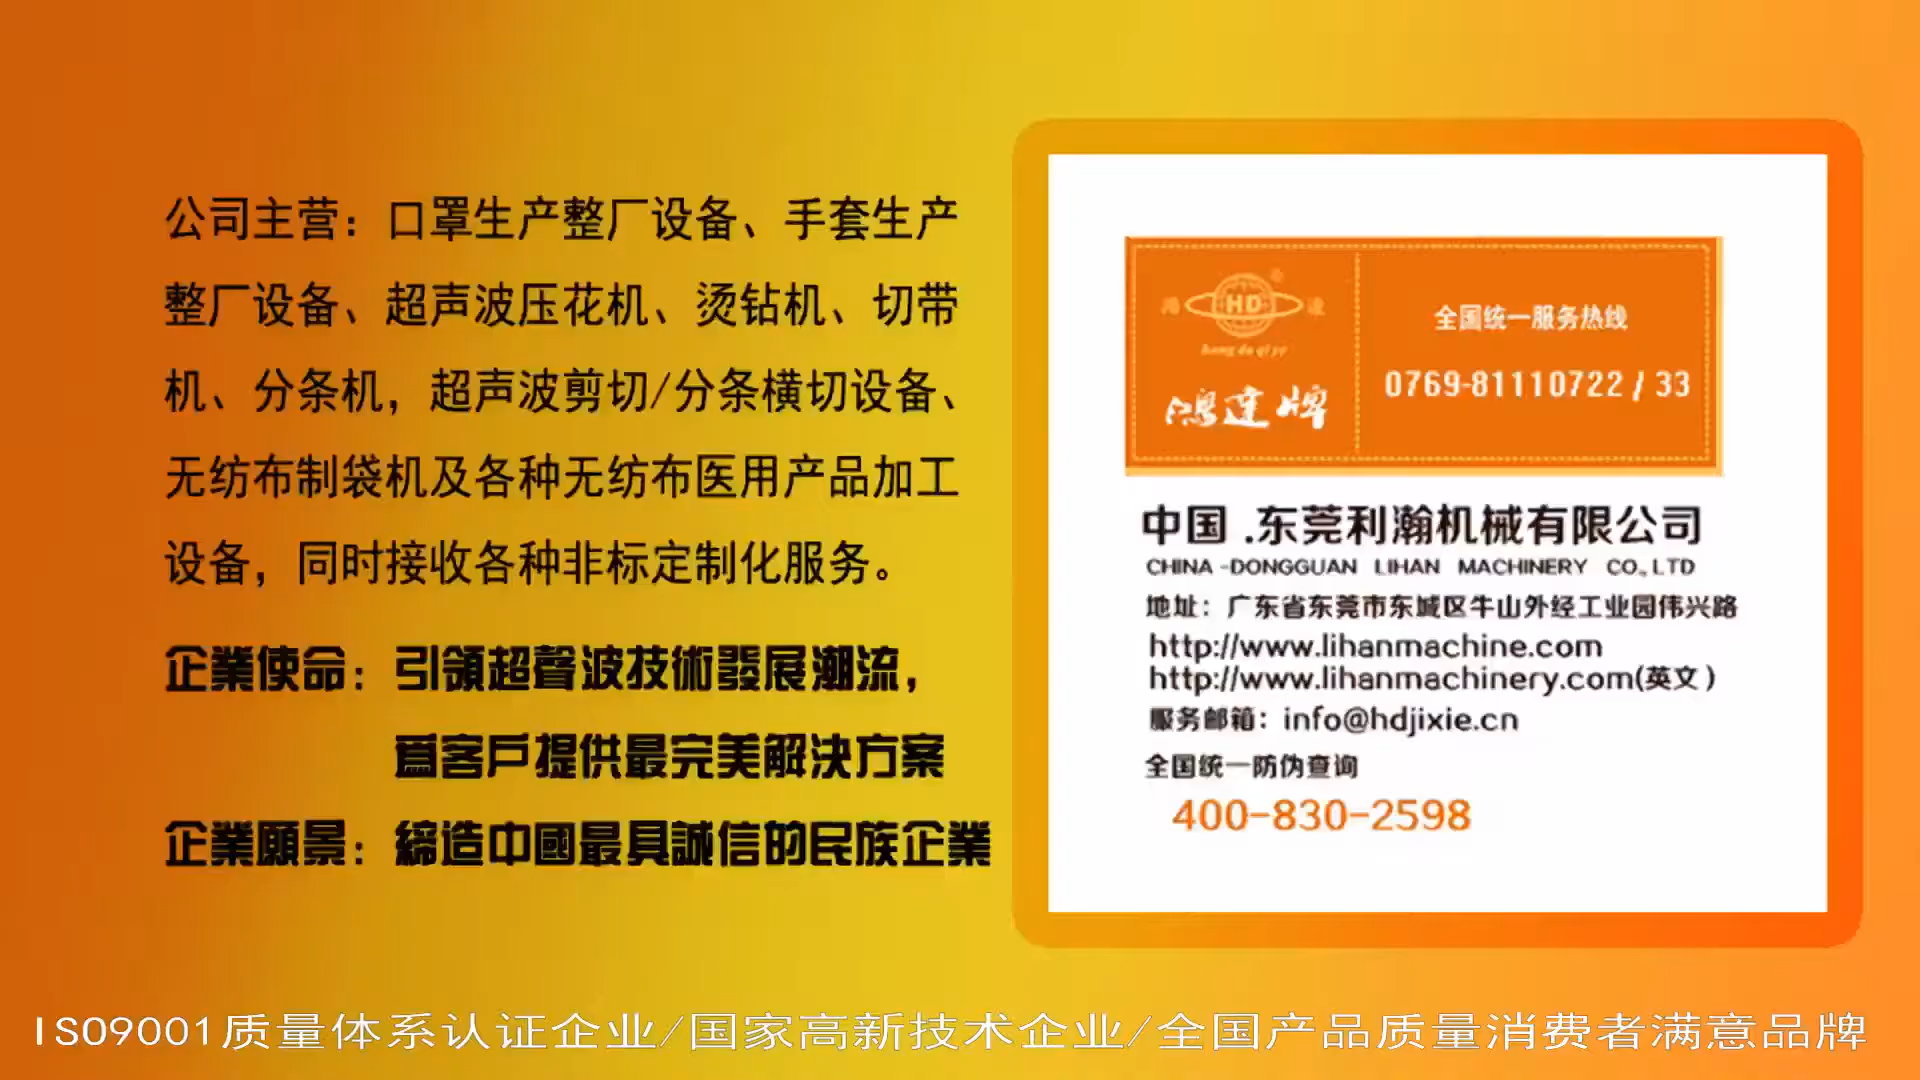 公司主营：口罩生产整厂设备、手套生产
整厂设备、超声波压花机、烫钻机、切带
机、分条机，超声波剪切/分条横切设备、
无纺布制袋机及各种无纺布医用产品加工
设备，同时接收各种非标定制化服务。
企業使命：引領超聲波技術發展潮流，
爲客戶提供最完美解決方案
企業願景：締造中國最具誠信的民族企業
HD
hong da qi ye
鸿达牌
全国统一服务热线
0769-81110722 / 33
中国 .东莞利瀚机械有限公司
CHINA -DONGGUAN LIHAN MACHINERY CO., LTD
地址：广东省东莞市东城区牛山外经工业园伟兴路
http://www.lihanmachine.com
http://www.lihanmachinery.com(英文)
服务邮箱：info@hdjixie.cn
全国统一防伪查询
400-830-2598
ISO9001质量体系认证企业/国家高新技术企业/全国产品质量消费者满意品牌